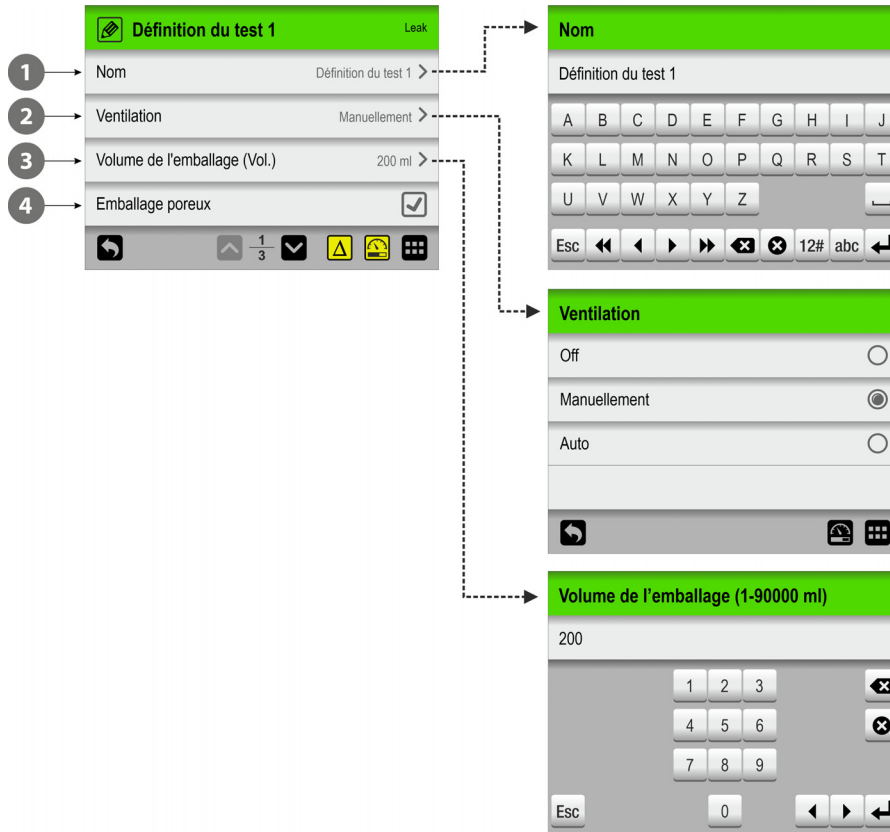 Définition du test 1 Leak
1 Nom Définition du test 1
2 Ventilation Manuellement
3 Volume de l'emballage (Vol.) 200 ml
4 Emballage poreux
1
3
Δ
Nom
Définition du test 1
A B C D E F G H I J
K L M N O P Q R S T
U V W X Y Z
Esc 12# abc
Ventilation
Off
Manuellement
Auto
Volume de l’emballage (1-90000 ml)
200
1 2 3
4 5 6
7 8 9
Esc 0